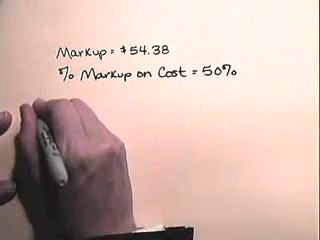 Markup = $54.38
% Markup on Cost = 50%